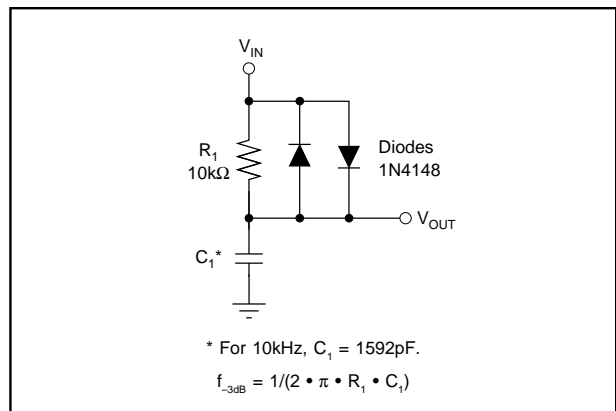 V_IN
R_1
10kΩ
Diodes
1N4148
V_OUT
C_1*
* For 10kHz, C_1 = 1592pF.
f_–3dB = 1/(2 • π • R_1 • C_1)